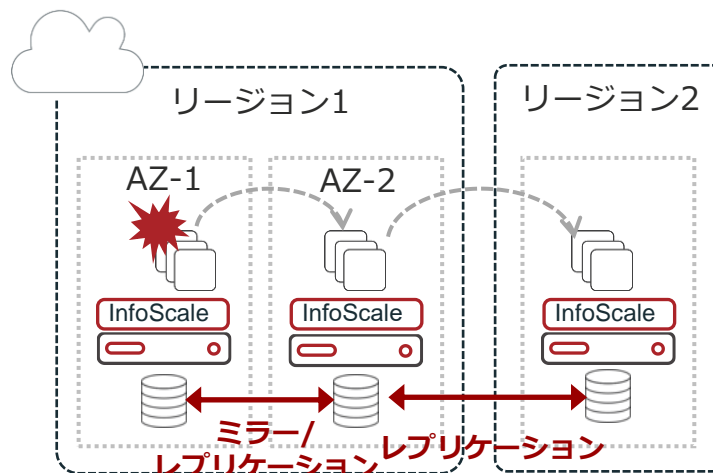 リージョン1
リージョン2
AZ-1
AZ-2
InfoScale
InfoScale
InfoScale
ミラー/
レプリケーション
レプリケーション